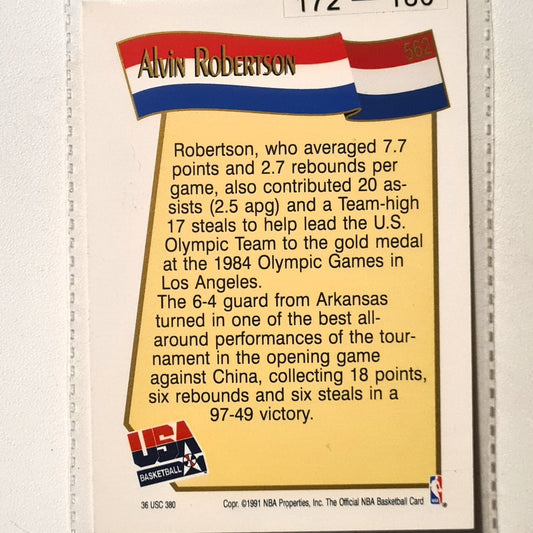 172 — 180
Alvin Robertson
562
Robertson, who averaged 7.7
points and 2.7 rebounds per
game, also contributed 20 as-
sists (2.5 apg) and a Team-high
17 steals to help lead the U.S.
Olympic Team to the gold medal
at the 1984 Olympic Games in
Los Angeles.
The 6-4 guard from Arkansas
turned in one of the best all-
around performances of the tour-
nament in the opening game
against China, collecting 18 points,
six rebounds and six steals in a
97-49 victory.
USA
BASKETBALL
NBA
36 USC 380
Copr. ©1991 NBA Properties, Inc. The Official NBA Basketball Card